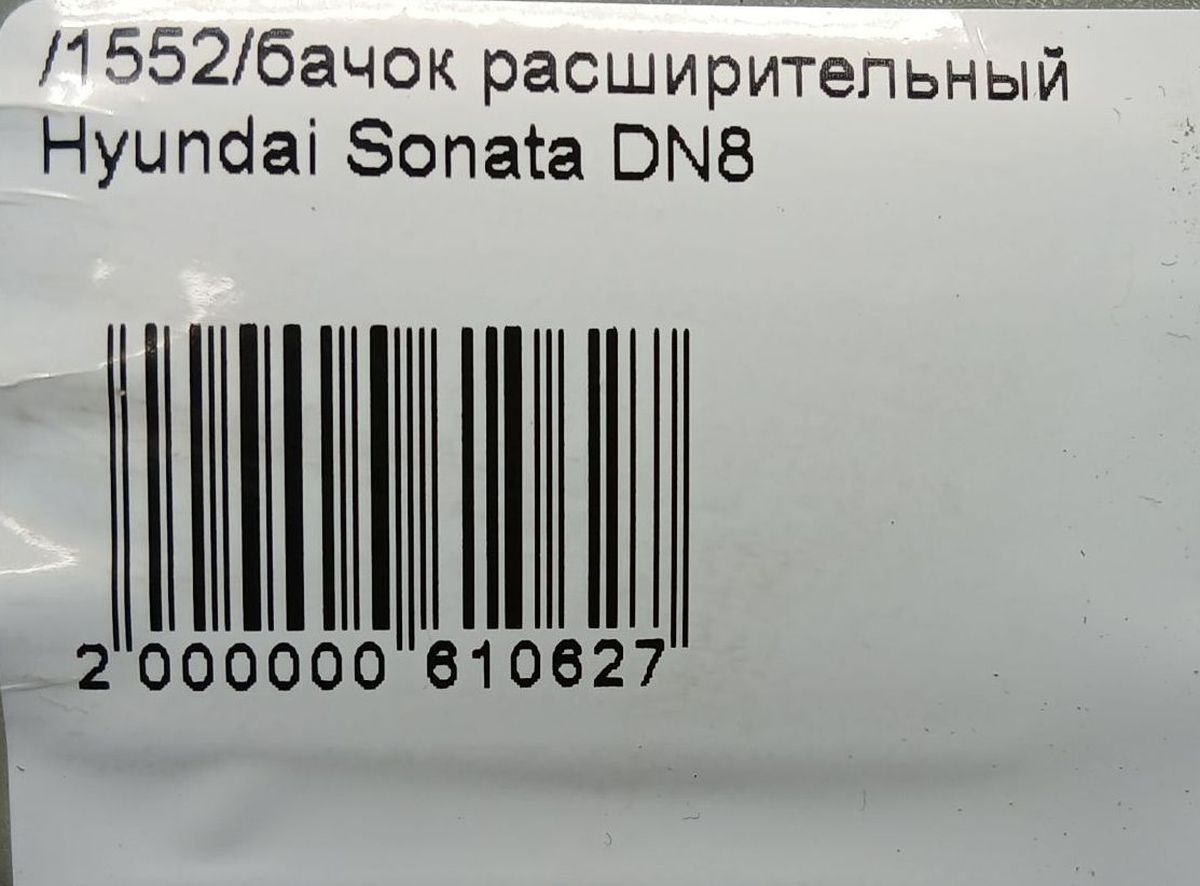 /1552/бачок расширительный
Hyundai Sonata DN8
2 000000 610627